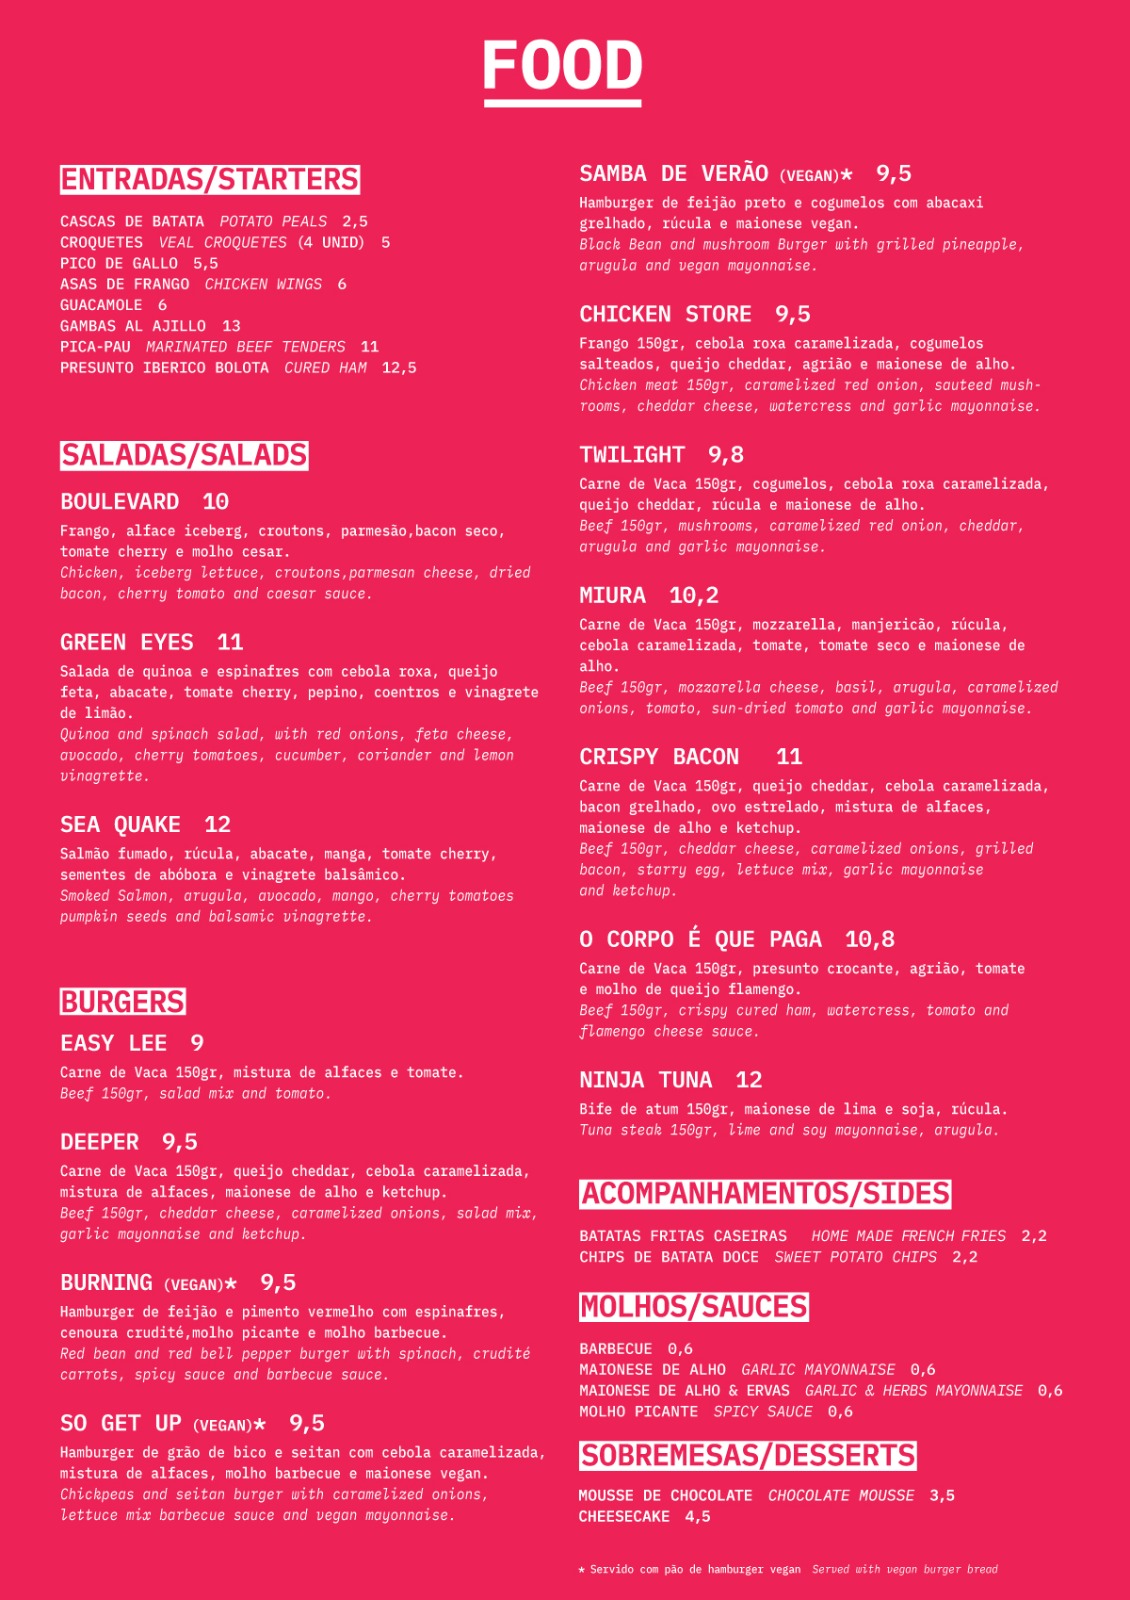 FOOD
ENTRADAS/STARTERS
CASCAS DE BATATA POTATO PEALS 2,5
CROQUETES VEAL CROQUETES (4 UNID) 5
PICO DE GALLO 5,5
ASAS DE FRANGO CHICKEN WINGS 6
GUACAMOLE 6
GAMBAS AL AJILLO 13
PICA-PAU MARINATED BEEF TENDERS 11
PRESUNTO IBERICO BOLOTA CURED HAM 12,5
SALADAS/SALADS
BOULEVARD 10
Frango, alface iceberg, croutons, parmesão,bacon seco,
tomate cherry e molho cesar.
Chicken, iceberg lettuce, croutons,parmesan cheese, dried
bacon, cherry tomato and caesar sauce.
GREEN EYES 11
Salada de quinoa e espinafres com cebola roxa, queijo
feta, abacate, tomate cherry, pepino, coentros e vinagrete
de limão.
Quinoa and spinach salad, with red onions, feta cheese,
avocado, cherry tomatoes, cucumber, coriander and lemon
vinagrette.
SEA QUAKE 12
Salmão fumado, rúcula, abacate, manga, tomate cherry,
sementes de abóbora e vinagrete balsâmico.
Smoked Salmon, arugula, avocado, mango, cherry tomatoes
pumpkin seeds and balsamic vinagrette.
BURGERS
EASY LEE 9
Carne de Vaca 150gr, mistura de alfaces e tomate.
Beef 150gr, salad mix and tomato.
DEEPER 9,5
Carne de Vaca 150gr, queijo cheddar, cebola caramelizada,
mistura de alfaces, maionese de alho e ketchup.
Beef 150gr, cheddar cheese, caramelized onions, salad mix,
garlic mayonnaise and ketchup.
BURNING (VEGAN)* 9,5
Hamburger de feijão e pimento vermelho com espinafres,
cenoura crudité,molho picante e molho barbecue.
Red bean and red bell pepper burger with spinach, crudité
carrots, spicy sauce and barbecue sauce.
SO GET UP (VEGAN)* 9,5
Hamburger de grão de bico e seitan com cebola caramelizada,
mistura de alfaces, molho barbecue e maionese vegan.
Chickpeas and seitan burger with caramelized onions,
lettuce mix barbecue sauce and vegan mayonnaise.
SAMBA DE VERÃO (VEGAN)* 9,5
Hamburger de feijão preto e cogumelos com abacaxi
grelhado, rúcula e maionese vegan.
Black Bean and mushroom Burger with grilled pineapple,
arugula and vegan mayonnaise.
CHICKEN STORE 9,5
Frango 150gr, cebola roxa caramelizada, cogumelos
salteados, queijo cheddar, agrião e maionese de alho.
Chicken meat 150gr, caramelized red onion, sauteed mush-
rooms, cheddar cheese, watercress and garlic mayonnaise.
TWILIGHT 9,8
Carne de Vaca 150gr, cogumelos, cebola roxa caramelizada,
queijo cheddar, rúcula e maionese de alho.
Beef 150gr, mushrooms, caramelized red onion, cheddar,
arugula and garlic mayonnaise.
MIURA 10,2
Carne de Vaca 150gr, mozzarella, manjericão, rúcula,
cebola caramelizada, tomate, tomate seco e maionese de
alho.
Beef 150gr, mozzarella cheese, basil, arugula, caramelized
onions, tomato, sun-dried tomato and garlic mayonnaise.
CRISPY BACON 11
Carne de Vaca 150gr, queijo cheddar, cebola caramelizada,
bacon grelhado, ovo estrelado, mistura de alfaces,
maionese de alho e ketchup.
Beef 150gr, cheddar cheese, caramelized onions, grilled
bacon, starry egg, lettuce mix, garlic mayonnaise
and ketchup.
O CORPO É QUE PAGA 10,8
Carne de Vaca 150gr, presunto crocante, agrião, tomate
e molho de queijo flamengo.
Beef 150gr, crispy cured ham, watercress, tomato and
flamengo cheese sauce.
NINJA TUNA 12
Bife de atum 150gr, maionese de lima e soja, rúcula.
Tuna steak 150gr, lime and soy mayonnaise, arugula.
ACOMPANHAMENTOS/SIDES
BATATAS FRITAS CASEIRAS HOME MADE FRENCH FRIES 2,2
CHIPS DE BATATA DOCE SWEET POTATO CHIPS 2,2
MOLHOS/SAUCES
BARBECUE 0,6
MAIONESE DE ALHO GARLIC MAYONNAISE 0,6
MAIONESE DE ALHO & ERVAS GARLIC & HERBS MAYONNAISE 0,6
MOLHO PICANTE SPICY SAUCE 0,6
SOBREMESAS/DESSERTS
MOUSSE DE CHOCOLATE CHOCOLATE MOUSSE 3,5
CHEESECAKE 4,5
* Servido com pão de hamburger vegan Served with vegan burger bread